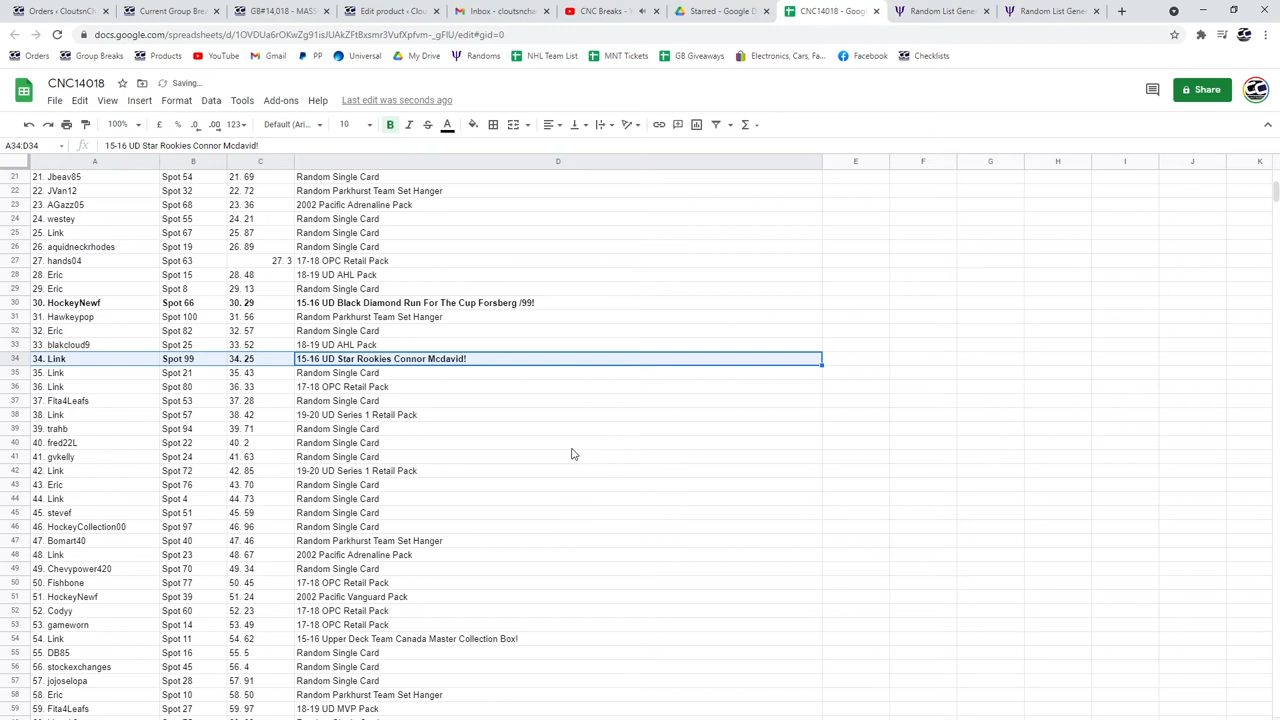 Orders ‹ CloutsnCh
Current Group Break
GB#14,018 - MASS
Edit product ‹ Clou
Inbox - cloutsnchar
CNC Breaks - Y
Starred - Google D
CNC14018 - Goog
Random List Gene
Random List Gene
docs.google.com/spreadsheets/d/
Orders Group Breaks Products YouTube Gmail PP Universal My Drive Randoms NHL Team List MNT Tickets GB Giveaways Electronics, Cars, Fa... Facebook Checklists
CNC14018 Saving...
File Edit View Insert Format Data Tools Add-ons Help Last edit was seconds ago
Share
100% £ % .0 .00 123 Default (Ari... 10 B I S A
A34:D34 fx 15-16 UD Star Rookies Connor Mcdavid!
A B C D E F G H I J K
21 21. Jbeav85 Spot 54 21. 69 Random Single Card
22 22. JVan12 Spot 32 22. 72 Random Parkhurst Team Set Hanger
23 23. AGazz05 Spot 68 23. 36 2002 Pacific Adrenaline Pack
24 24. westey Spot 55 24. 21 Random Single Card
25 25. Link Spot 67 25. 87 Random Single Card
26 26. aquidneckrhodes Spot 19 26. 89 Random Single Card
27 27. hands04 Spot 63 27. 3 17-18 OPC Retail Pack
28 28. Eric Spot 15 28. 48 18-19 UD AHL Pack
29 29. Eric Spot 8 29. 13 Random Single Card
30 30. HockeyNewf Spot 66 30. 29 15-16 UD Black Diamond Run For The Cup Forsberg /99!
31 31. Hawkeypop Spot 100 31. 56 Random Parkhurst Team Set Hanger
32 32. Eric Spot 82 32. 57 Random Single Card
33 33. blakcloud9 Spot 25 33. 52 18-19 UD AHL Pack
34 34. Link Spot 99 34. 25 15-16 UD Star Rookies Connor Mcdavid!
35 35. Link Spot 21 35. 43 Random Single Card
36 36. Link Spot 80 36. 33 17-18 OPC Retail Pack
37 37. Fita4Leafs Spot 53 37. 28 Random Single Card
38 38. Link Spot 57 38. 42 19-20 UD Series 1 Retail Pack
39 39. trahb Spot 94 39. 71 Random Single Card
40 40. fred22L Spot 22 40. 2 Random Single Card
41 41. gvkelly Spot 24 41. 63 Random Single Card
42 42. Link Spot 72 42. 85 19-20 UD Series 1 Retail Pack
43 43. Eric Spot 76 43. 70 Random Single Card
44 44. Link Spot 4 44. 73 Random Single Card
45 45. stevef Spot 51 45. 59 Random Single Card
46 46. HockeyCollection00 Spot 97 46. 96 Random Single Card
47 47. Bomart40 Spot 40 47. 46 Random Parkhurst Team Set Hanger
48 48. Link Spot 23 48. 67 2002 Pacific Adrenaline Pack
49 49. Chevypower420 Spot 70 49. 34 Random Single Card
50 50. Fishbone Spot 77 50. 45 17-18 OPC Retail Pack
51 51. HockeyNewf Spot 39 51. 24 2002 Pacific Vanguard Pack
52 52. Codyy Spot 60 52. 23 17-18 OPC Retail Pack
53 53. gameworn Spot 14 53. 49 17-18 OPC Retail Pack
54 54. Link Spot 11 54. 62 15-16 Upper Deck Team Canada Master Collection Box!
55 55. DB85 Spot 16 55. 5 Random Single Card
56 56. stockexchanges Spot 45 56. 4 Random Single Card
57 57. jojoselopa Spot 28 57. 91 Random Single Card
58 58. Eric Spot 10 58. 50 Random Parkhurst Team Set Hanger
59 59. Fita4Leafs Spot 27 59. 97 18-19 UD MVP Pack